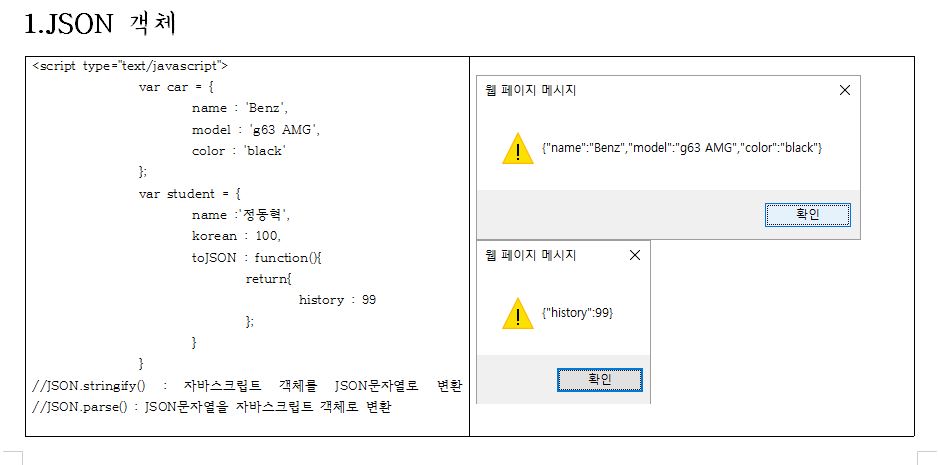 1.JSON 객체
<script type="text/javascript">
var car = {
name : 'Benz',
model : 'g63 AMG',
color : 'black'
};
var student = {
name :'정동혁',
korean : 100,
toJSON : function(){
return{
history : 99
};
}
}
//JSON.stringify() : 자바스크립트 객체를 JSON문자열로 변환
//JSON.parse() : JSON문자열을 자바스크립트 객체로 변환
웹 페이지 메시지
{"name":"Benz","model":"g63 AMG","color":"black"}
확인
웹 페이지 메시지
{"history":99}
확인